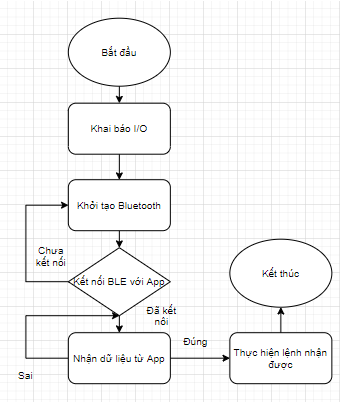 Bắt đầu
Khai báo I/O
Khởi tạo Bluetooth
Chưa
kết nối
Kết nối BLE với App
Đã kết
nôi
Nhận dữ liệu từ App
Sai
Đúng
Thực hiện lệnh nhận
được
Kết thúc